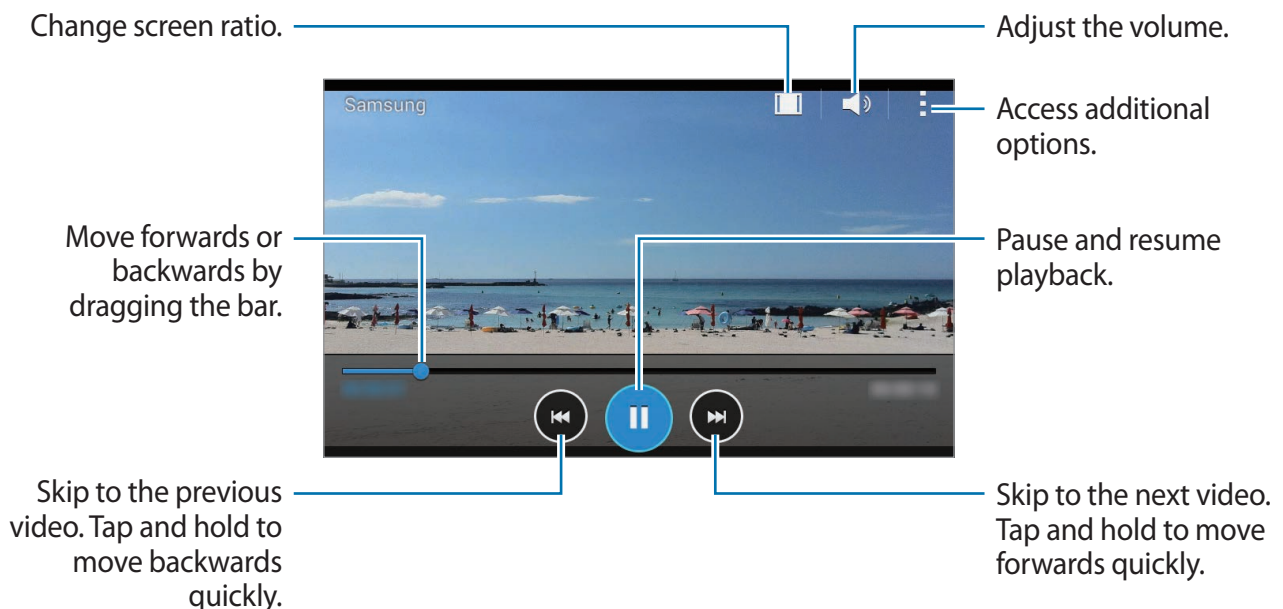 Change screen ratio.
Adjust the volume.
Samsung
Access additional
options.
Move forwards or
backwards by
dragging the bar.
Pause and resume
playback.
Skip to the previous
video. Tap and hold to
move backwards
quickly.
Skip to the next video.
Tap and hold to move
forwards quickly.